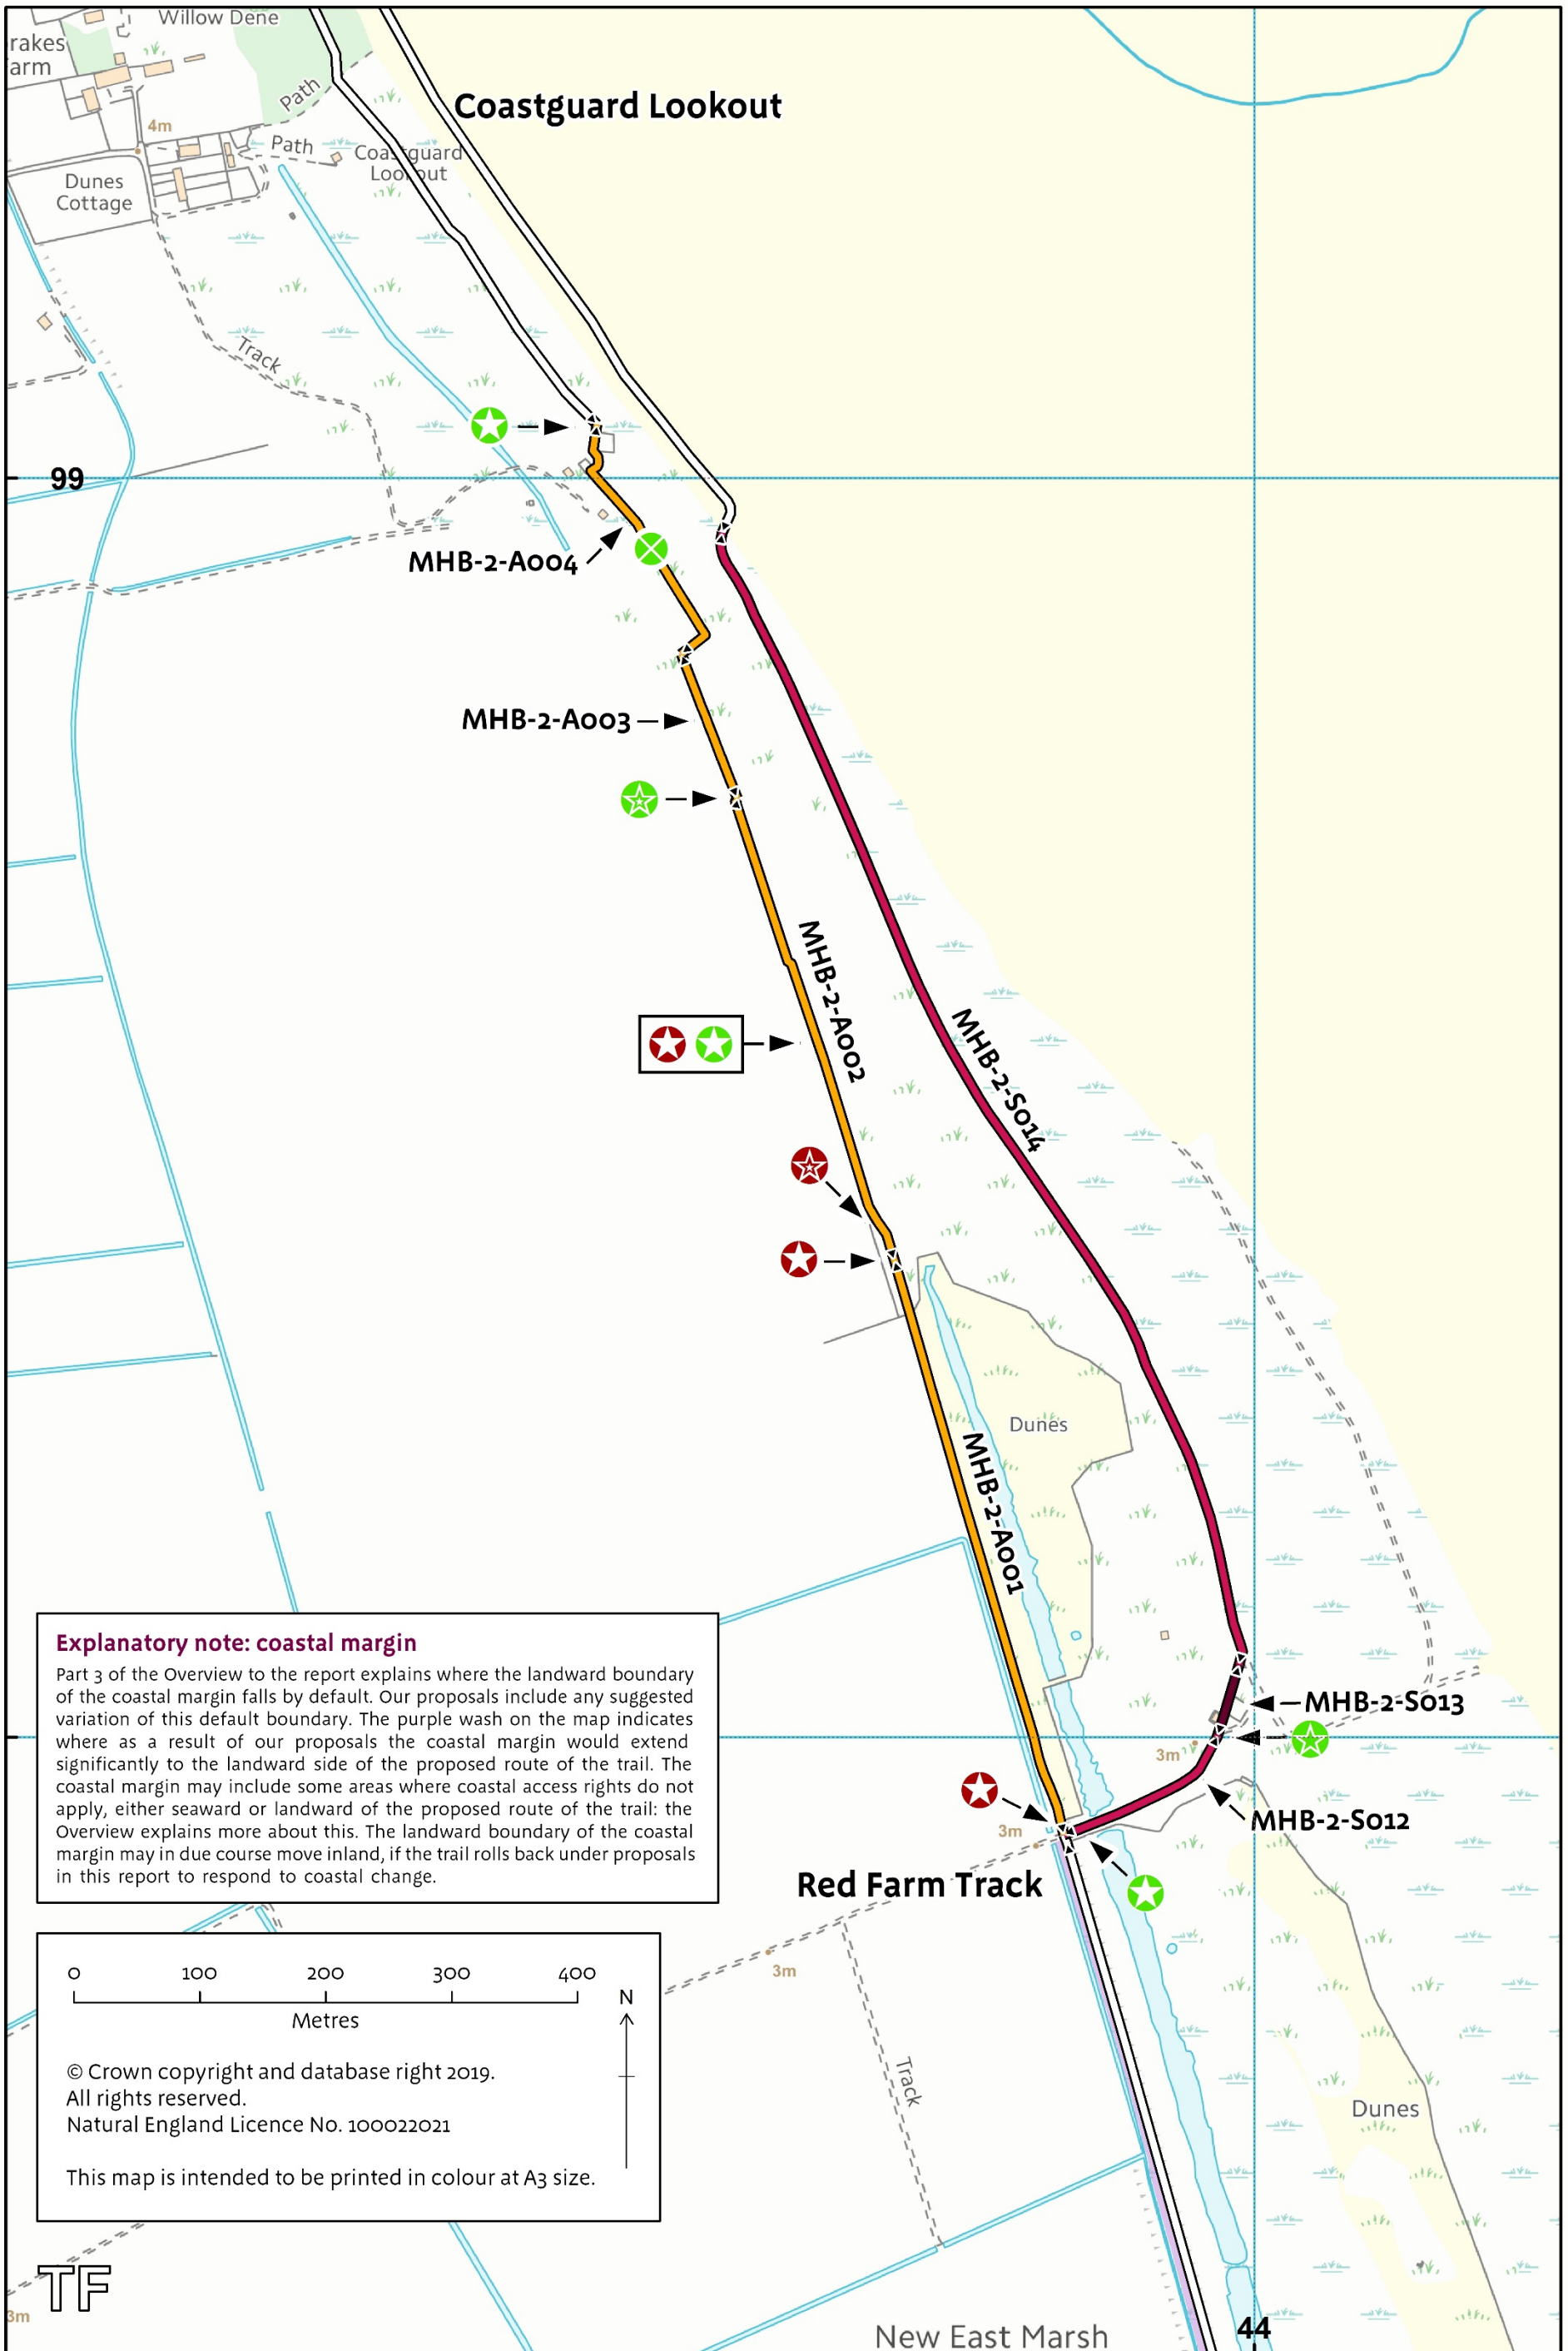 Willow Dene
rakes
arm
Path
Coastguard Lookout
4m
Path
Coastguard
Lookout
Dunes
Cottage
Track
99
MHB-2-A004
MHB-2-A003
MHB-2-A002
MHB-2-S014
Dunes
MHB-2-A001
Explanatory note: coastal margin
Part 3 of the Overview to the report explains where the landward boundary
of the coastal margin falls by default. Our proposals include any suggested
variation of this default boundary. The purple wash on the map indicates
where as a result of our proposals the coastal margin would extend
significantly to the landward side of the proposed route of the trail. The
coastal margin may include some areas where coastal access rights do not
apply, either seaward or landward of the proposed route of the trail: the
Overview explains more about this. The landward boundary of the coastal
margin may in due course move inland, if the trail rolls back under proposals
in this report to respond to coastal change.
MHB-2-S013
3m
MHB-2-S012
3m
Red Farm Track
3m
0 100 200 300 400
Metres
N
© Crown copyright and database right 2019.
All rights reserved.
Natural England Licence No. 100022021
This map is intended to be printed in colour at A3 size.
Track
Dunes
TF
3m
New East Marsh
44